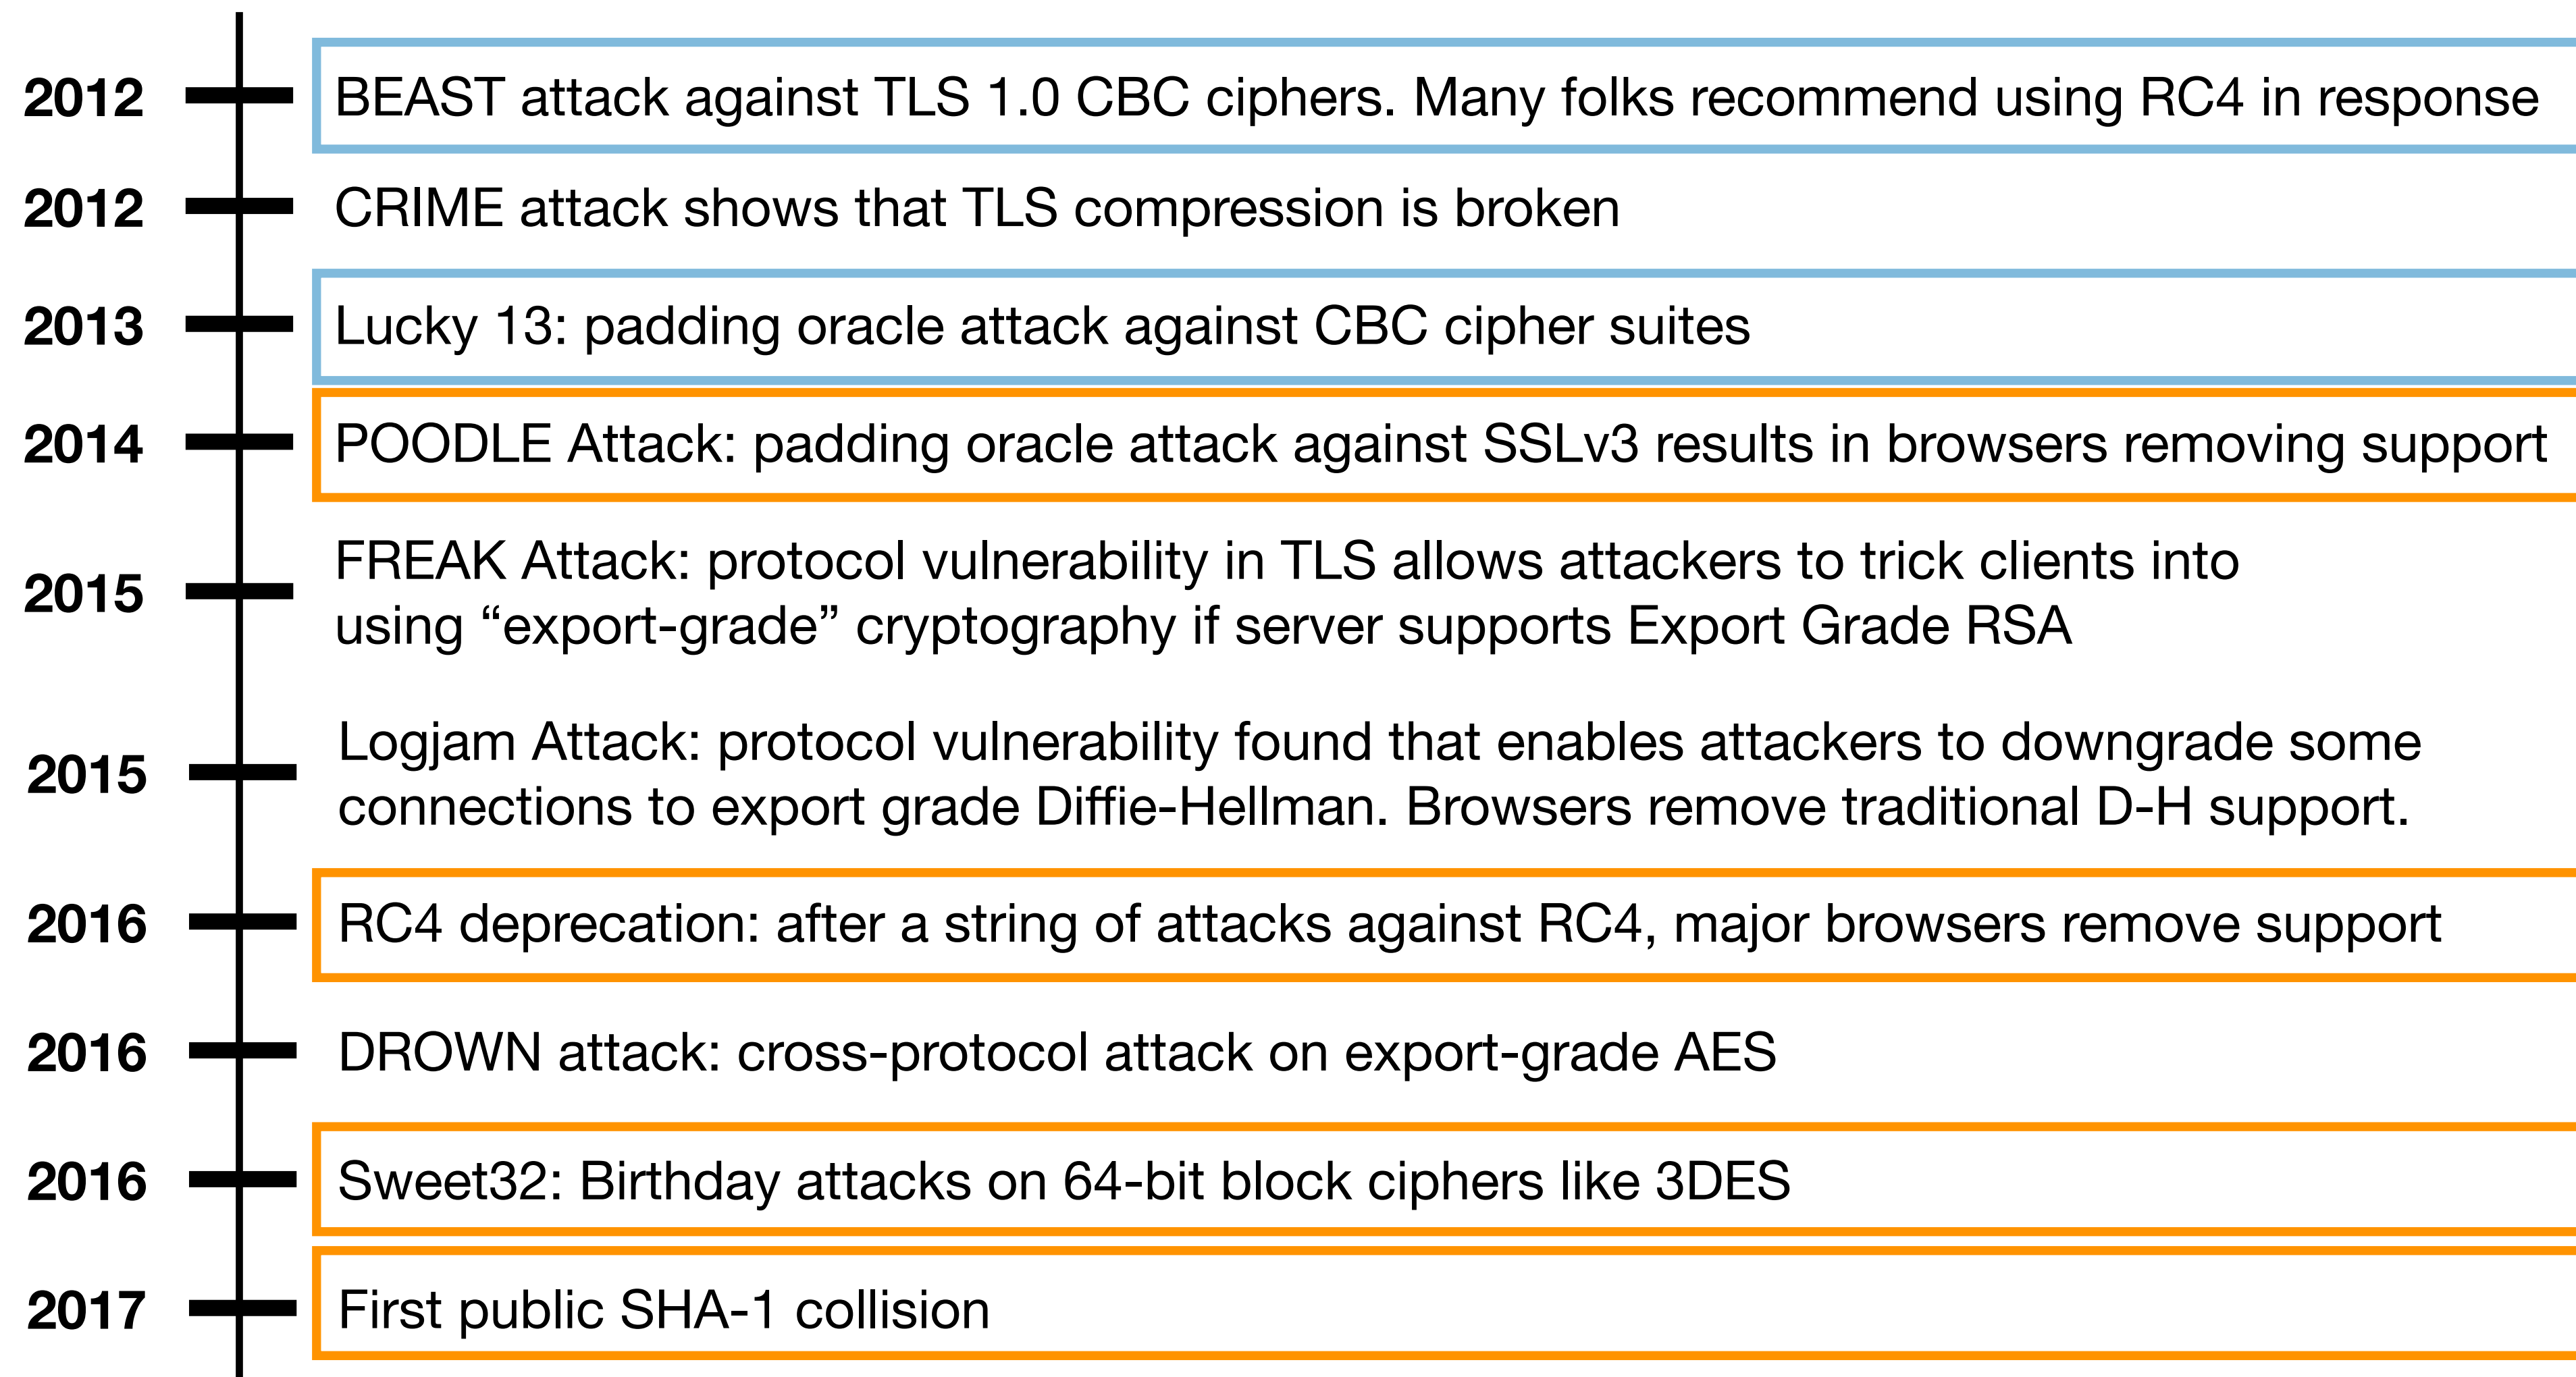 2012
BEAST attack against TLS 1.0 CBC ciphers. Many folks recommend using RC4 in response
2012
CRIME attack shows that TLS compression is broken
2013
Lucky 13: padding oracle attack against CBC cipher suites
2014
POODLE Attack: padding oracle attack against SSLv3 results in browsers removing support
2015
FREAK Attack: protocol vulnerability in TLS allows attackers to trick clients into
using “export-grade” cryptography if server supports Export Grade RSA
2015
Logjam Attack: protocol vulnerability found that enables attackers to downgrade some
connections to export grade Diffie-Hellman. Browsers remove traditional D-H support.
2016
RC4 deprecation: after a string of attacks against RC4, major browsers remove support
2016
DROWN attack: cross-protocol attack on export-grade AES
2016
Sweet32: Birthday attacks on 64-bit block ciphers like 3DES
2017
First public SHA-1 collision